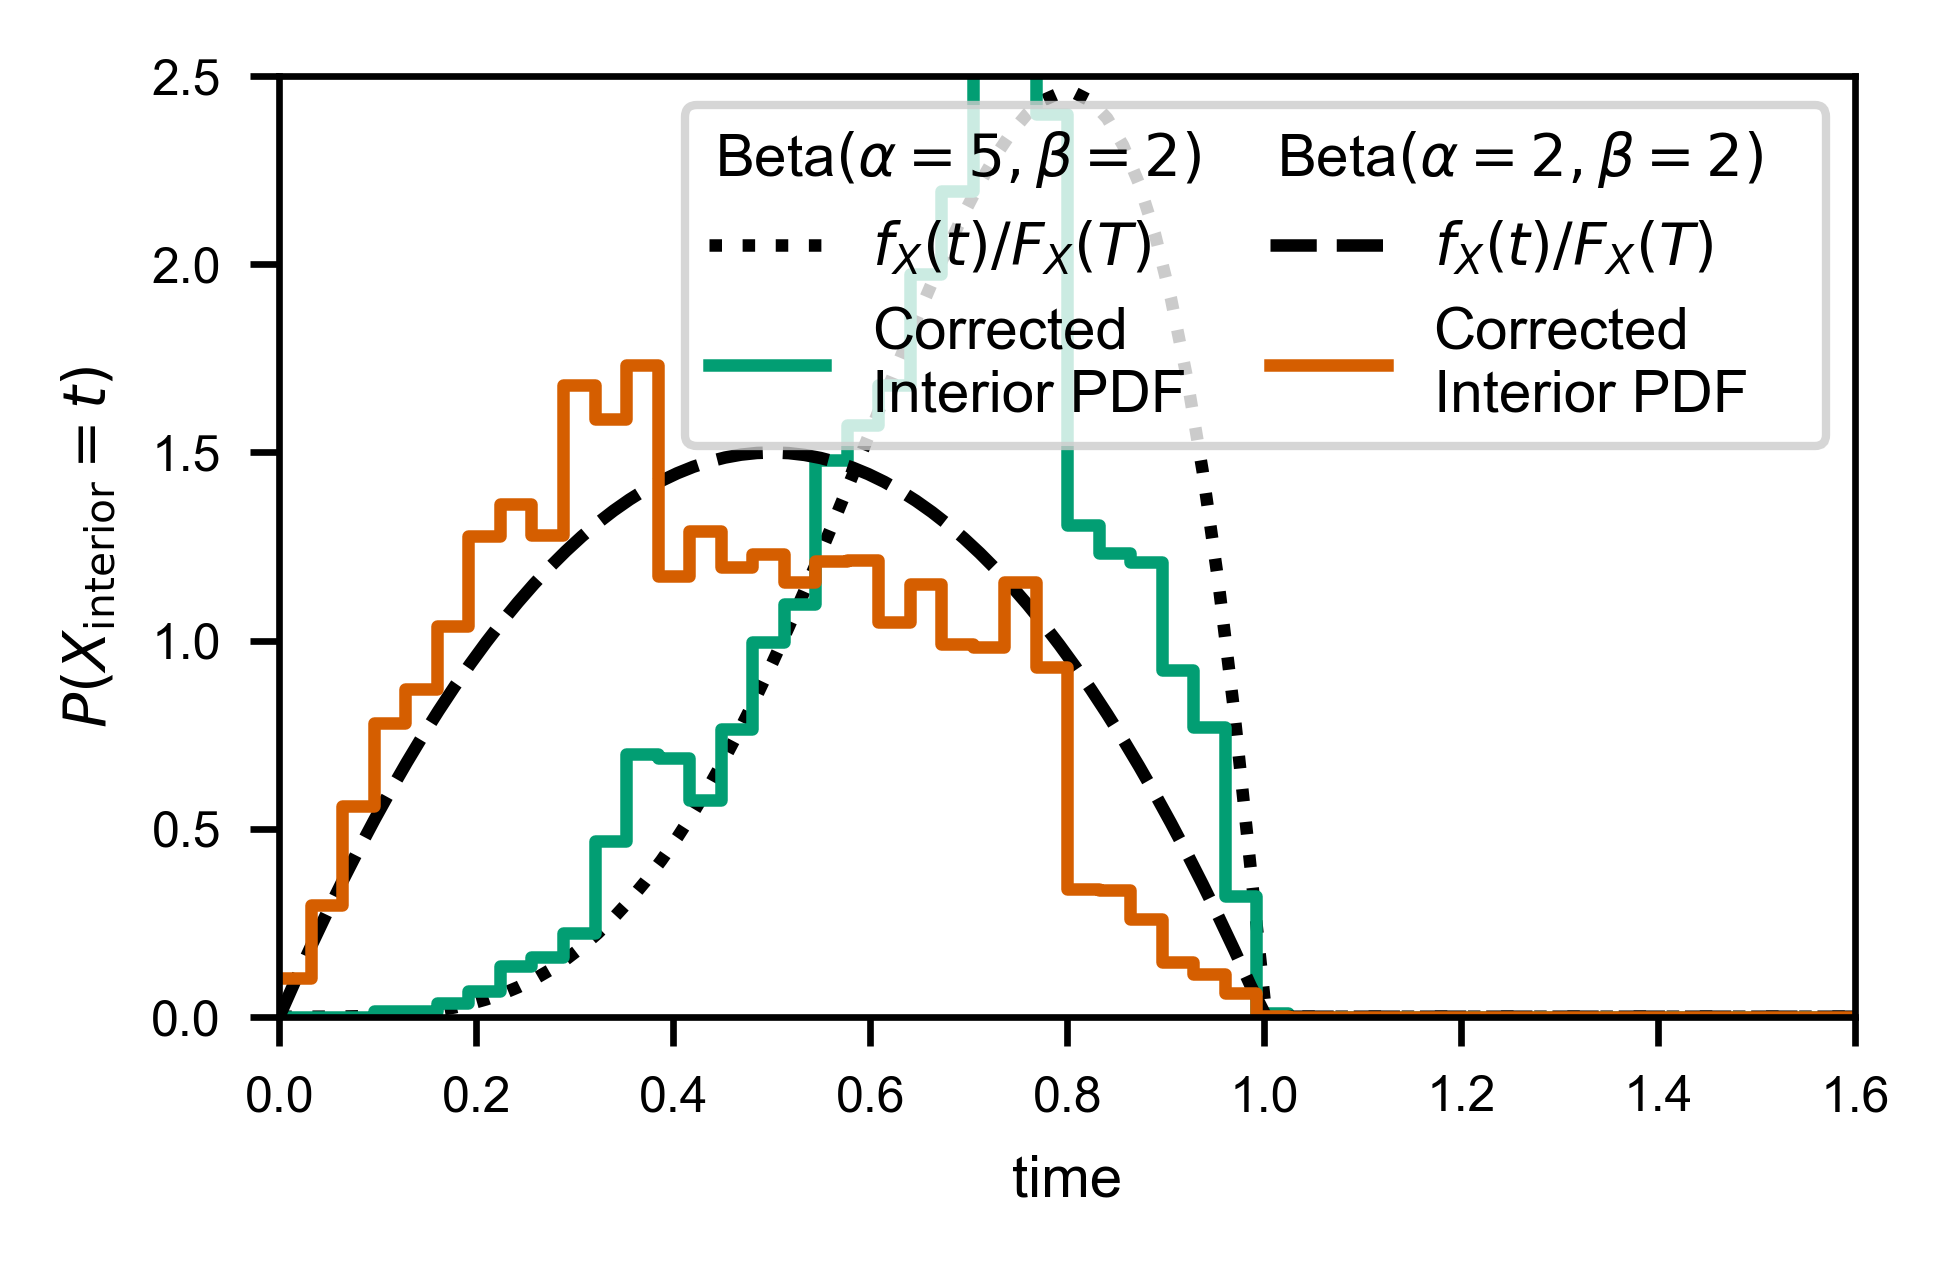 2.5
2.0
1.5
1.0
0.5
0.0
P(X_interior = t)
Beta(α = 5, β = 2)
f_X(t)/F_X(T)
Corrected
Interior PDF
Beta(α = 2, β = 2)
f_X(t)/F_X(T)
Corrected
Interior PDF
0.0 0.2 0.4 0.6 0.8 1.0 1.2 1.4 1.6
time